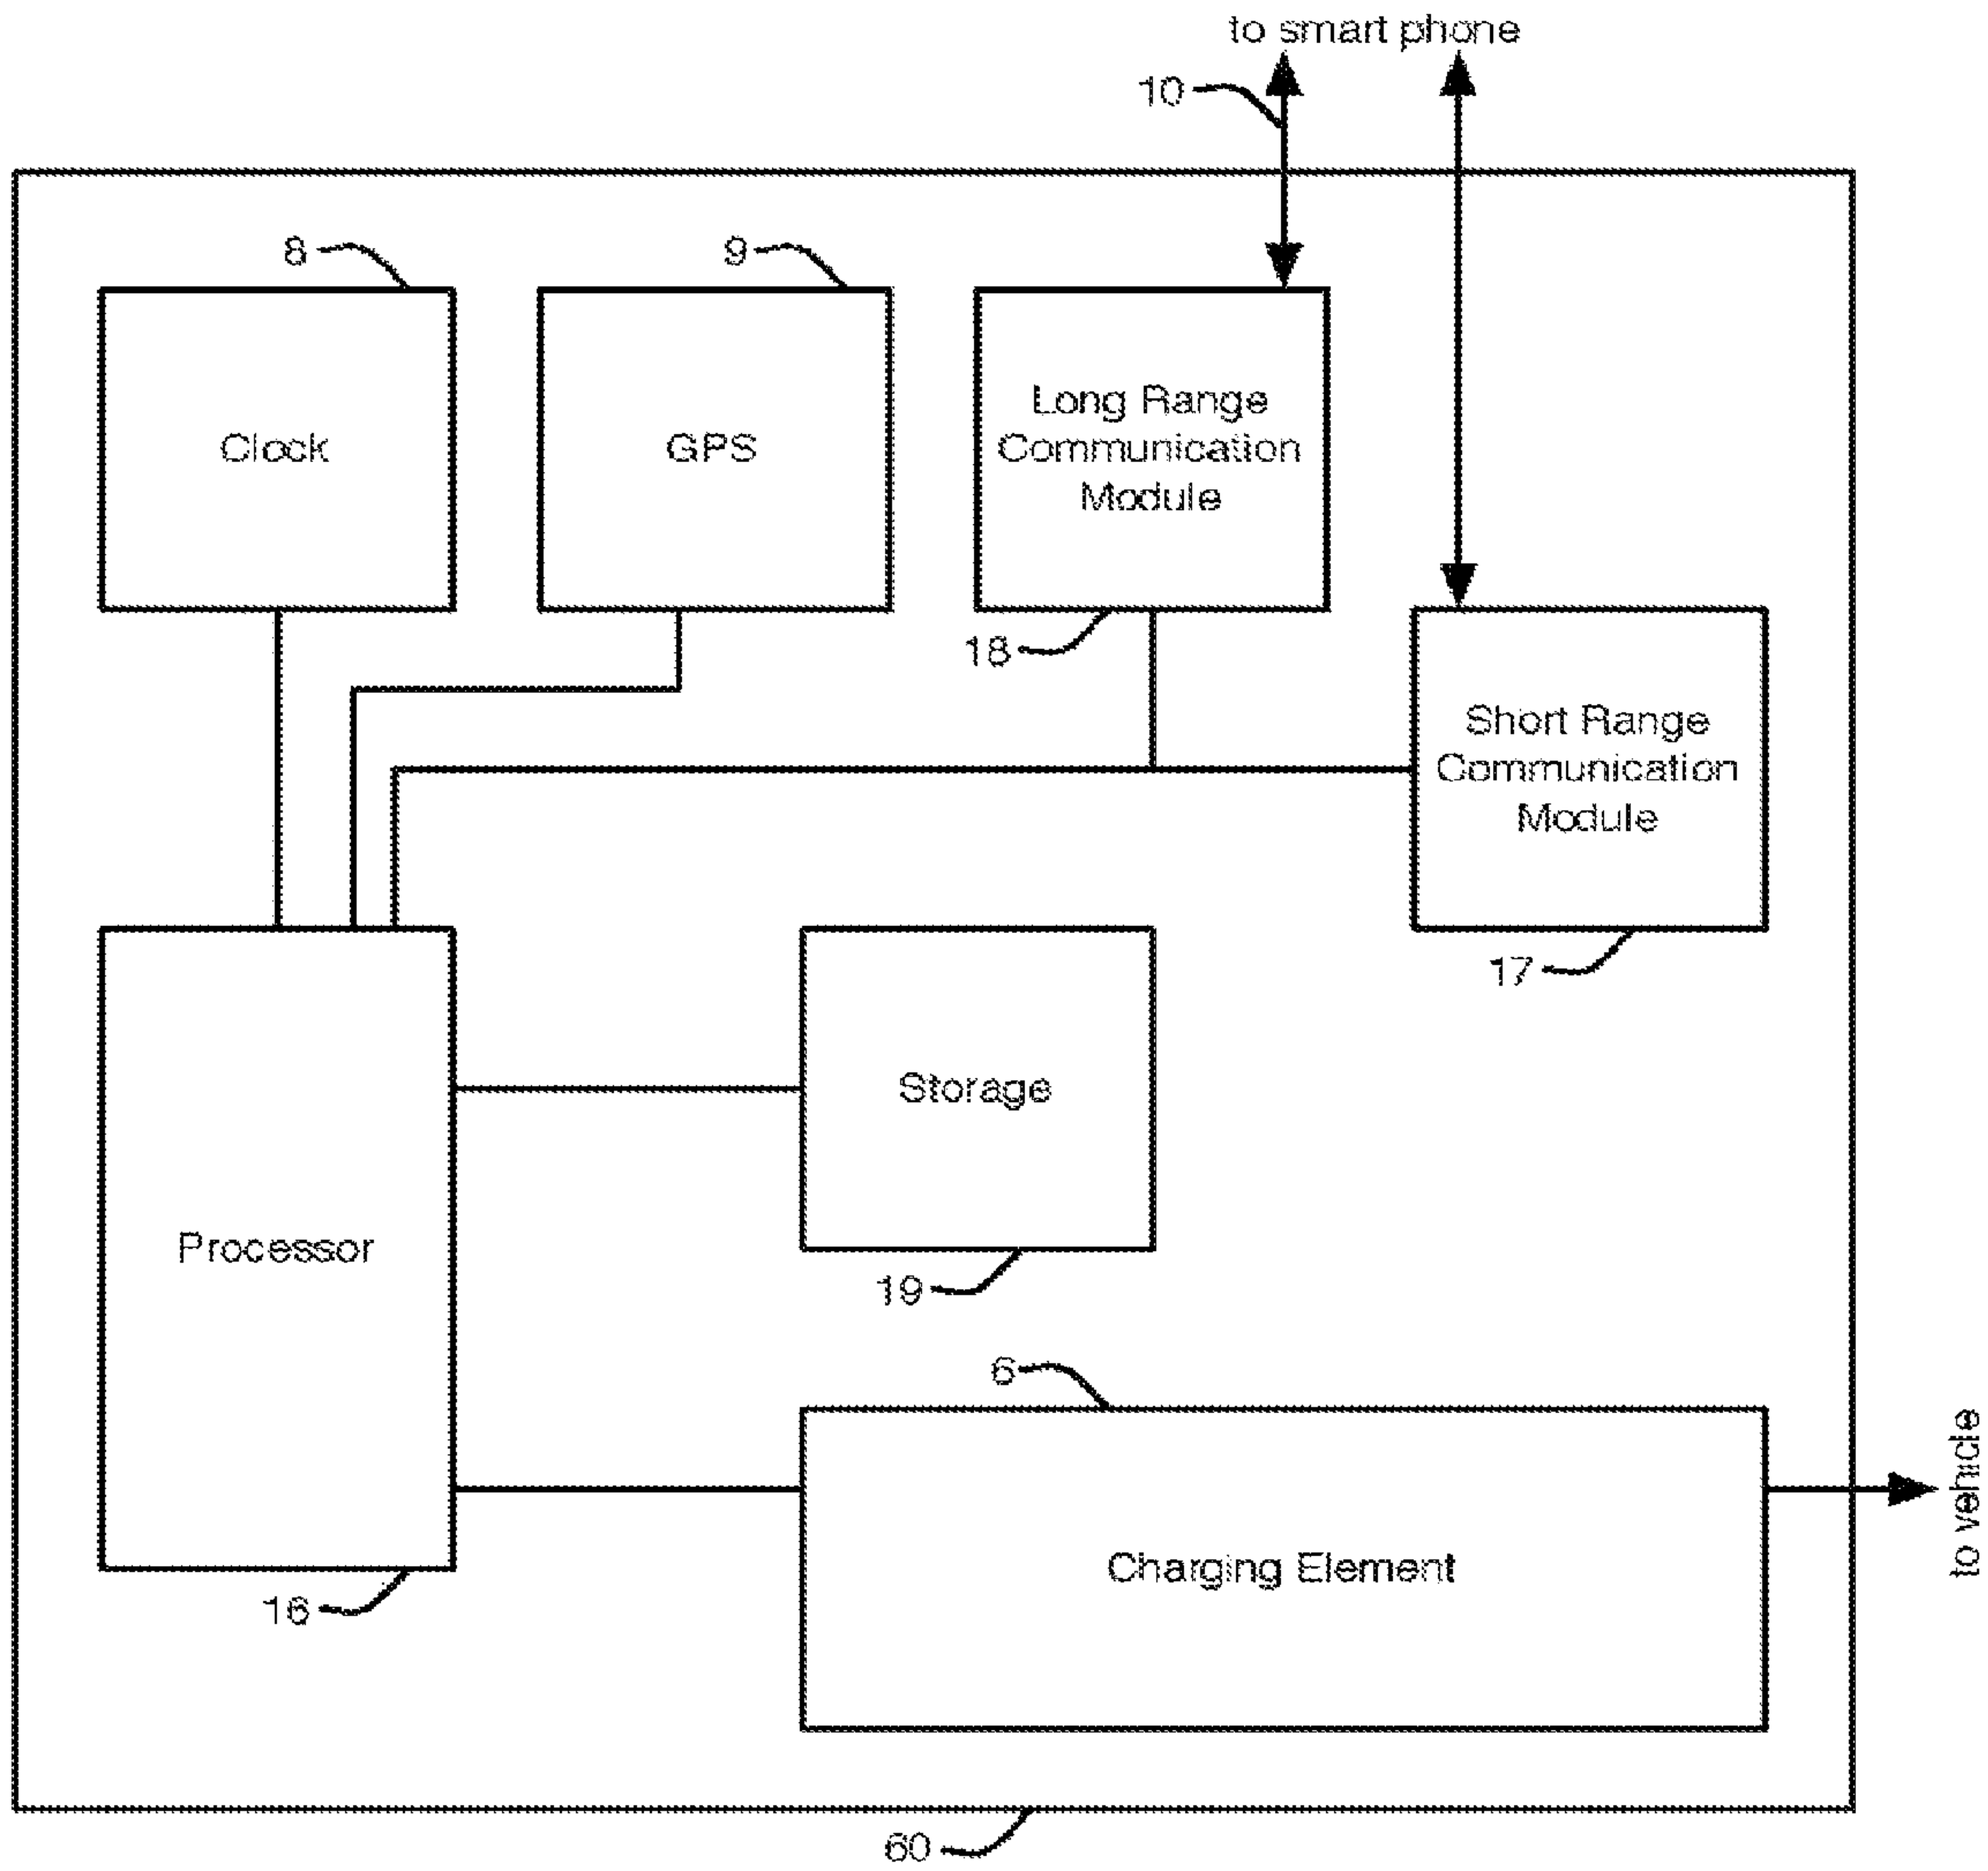 to smart phone
10
8
9
Clock
GPS
Long Range
Communication
Module
18
Short Range
Communication
Module
17
Processor
Storage
19
6
Charging Element
to vehicle
16
60